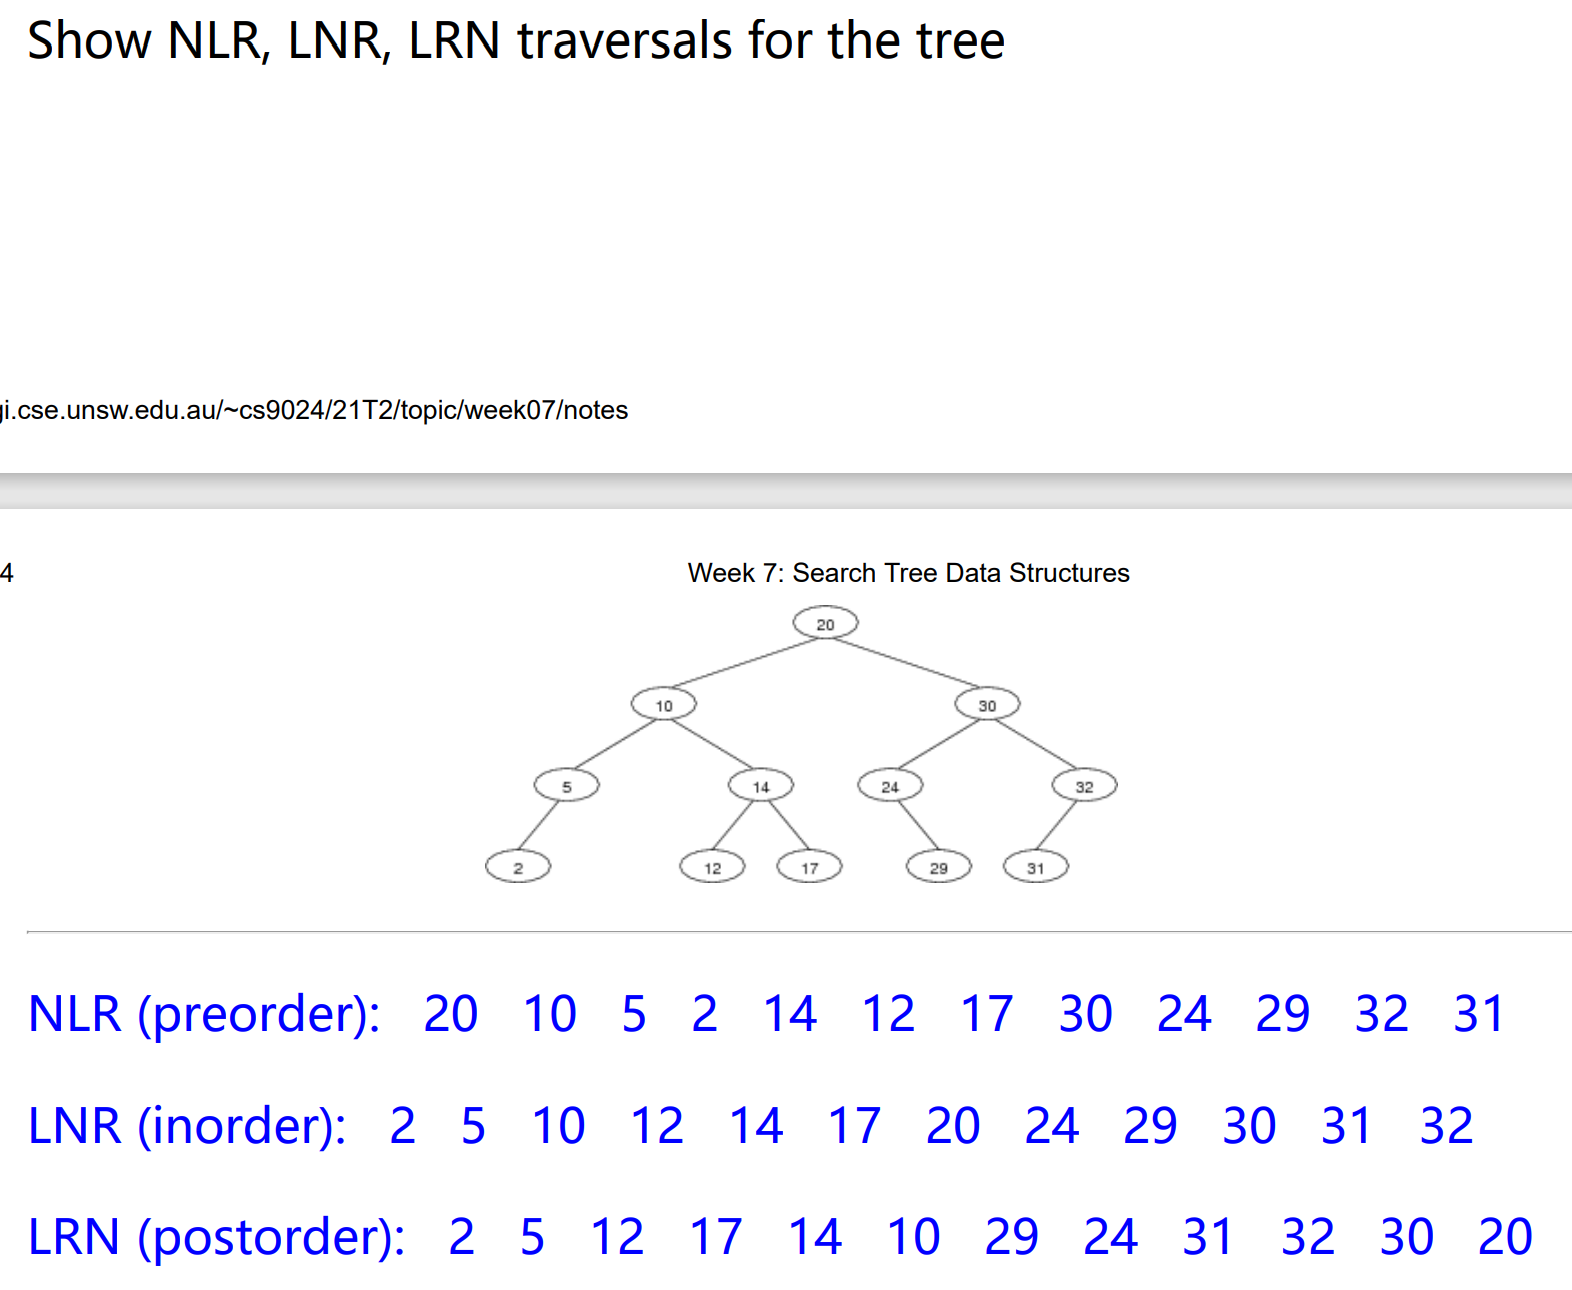 Show NLR, LNR, LRN traversals for the tree
gi.cse.unsw.edu.au/~cs9024/21T2/topic/week07/notes
4 Week 7: Search Tree Data Structures
20
10 30
5 14 24 32
2 12 17 29 31
NLR (preorder): 20 10 5 2 14 12 17 30 24 29 32 31
LNR (inorder): 2 5 10 12 14 17 20 24 29 30 31 32
LRN (postorder): 2 5 12 17 14 10 29 24 31 32 30 20